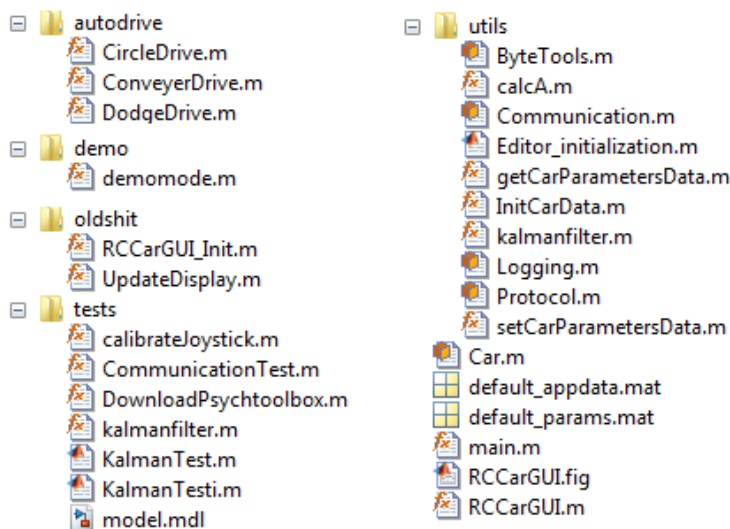 autodrive
CircleDrive.m
ConveyerDrive.m
DodgeDrive.m
demo
demomode.m
oldshit
RCCarGUI_Init.m
UpdateDisplay.m
tests
calibrateJoystick.m
CommunicationTest.m
DownloadPsychtoolbox.m
kalmanfilter.m
KalmanTest.m
KalmanTesti.m
model.mdl
utils
ByteTools.m
calcA.m
Communication.m
Editor_initialization.m
getCarParametersData.m
InitCarData.m
kalmanfilter.m
Logging.m
Protocol.m
setCarParametersData.m
Car.m
default_appdata.mat
default_params.mat
main.m
RCCarGUI.fig
RCCarGUI.m